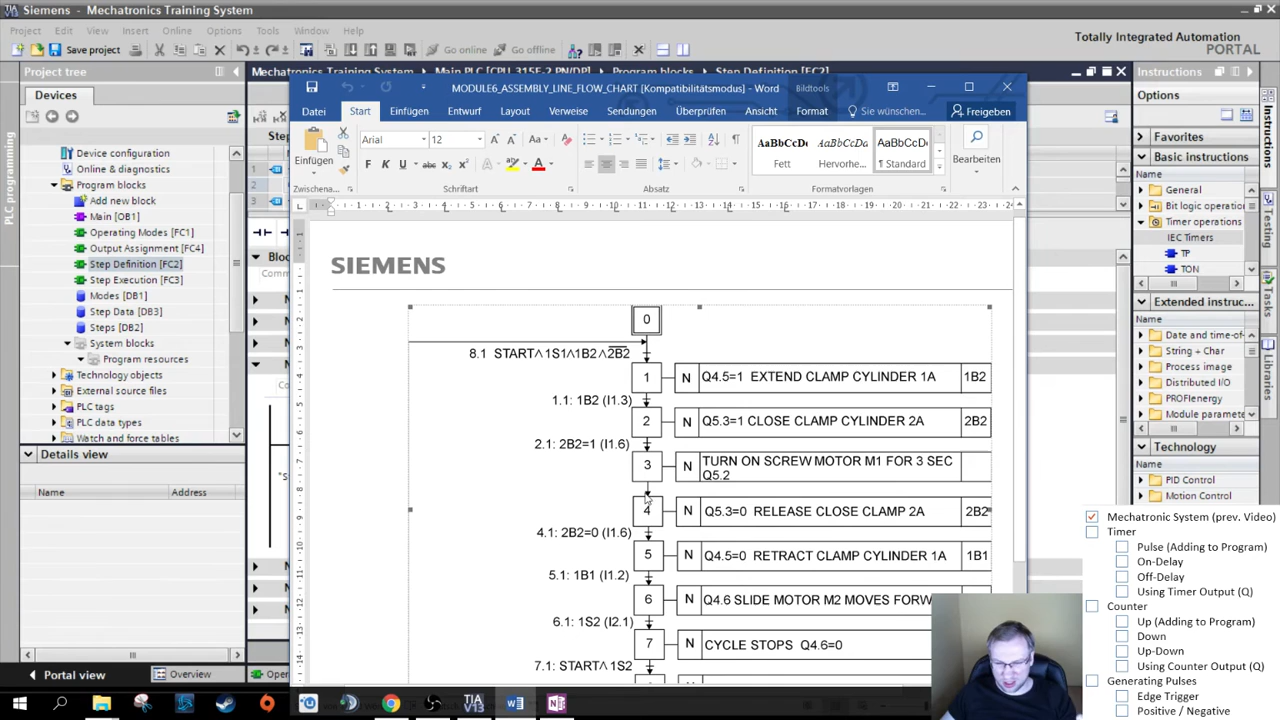 Siemens - Mechatronics Training System
Project Edit View Insert Online Options Tools Window Help
Totally Integrated Automation
PORTAL
Save project
Go online
Go offline
Project tree
Mechatronics Training System
Main PLC [CPU 315F-2 PN/DP]
Program blocks
Step Definition [FC2]
Instructions
Devices
Options
Device configuration
Online & diagnostics
Program blocks
Add new block
Main [OB1]
Operating Modes [FC1]
Output Assignment [FC4]
Step Definition [FC2]
Step Execution [FC3]
Modes [DB1]
Step Data [DB3]
Steps [DB2]
System blocks
Program resources
Technology objects
External source files
PLC tags
PLC data types
Watch and force tables
Details view
Name Address
Portal view
Overview
PLC programming
MODULE6_ASSEMBLY_LINE_FLOW_CHART [Kompatibilitätsmodus] - Word
Bildtools
Datei Start Einfügen Entwurf Layout Referenzen Sendungen Überprüfen Ansicht Format Sie wünschen... Freigeben
Arial 12
Einfügen
F K U abc
AaBbCc AaBbCc AaBbCc
Fett Hervorhe... Standard
Bearbeiten
Zwischena... Schriftart Absatz Formatvorlagen
SIEMENS
0
8.1 START∧1S1∧1B2∧2̅B̅2̅
1 N Q4.5=1 EXTEND CLAMP CYLINDER 1A 1B2
1.1: 1B2 (I1.3)
2 N Q5.3=1 CLOSE CLAMP CYLINDER 2A 2B2
2.1: 2B2=1 (I1.6)
3 N TURN ON SCREW MOTOR M1 FOR 3 SEC
Q5.2
4 N Q5.3=0 RELEASE CLOSE CLAMP 2A 2B2
4.1: 2B2=0 (I1.6)
5 N Q4.5=0 RETRACT CLAMP CYLINDER 1A 1B1
5.1: 1B1 (I1.2)
6 N Q4.6 SLIDE MOTOR M2 MOVES FORW
6.1: 1S2 (I2.1)
7 N CYCLE STOPS Q4.6=0
7.1: START∧1S2
Favorites
Basic instructions
Name
General
Bit logic operation
Timer operations
IEC Timers
TP
TON
Extended instruc...
Name
Date and time-of-
String + Char
Process image
Distributed I/O
PROFIenergy
Module parameter
Technology
Name
PID Control
Motion Control
Testing
Tasks
Libraries
Mechatronic System (prev. Video)
Timer
Pulse (Adding to Program)
On-Delay
Off-Delay
Using Timer Output (Q)
Counter
Up (Adding to Program)
Down
Up-Down
Using Counter Output (Q)
Generating Pulses
Edge Trigger
Positive / Negative